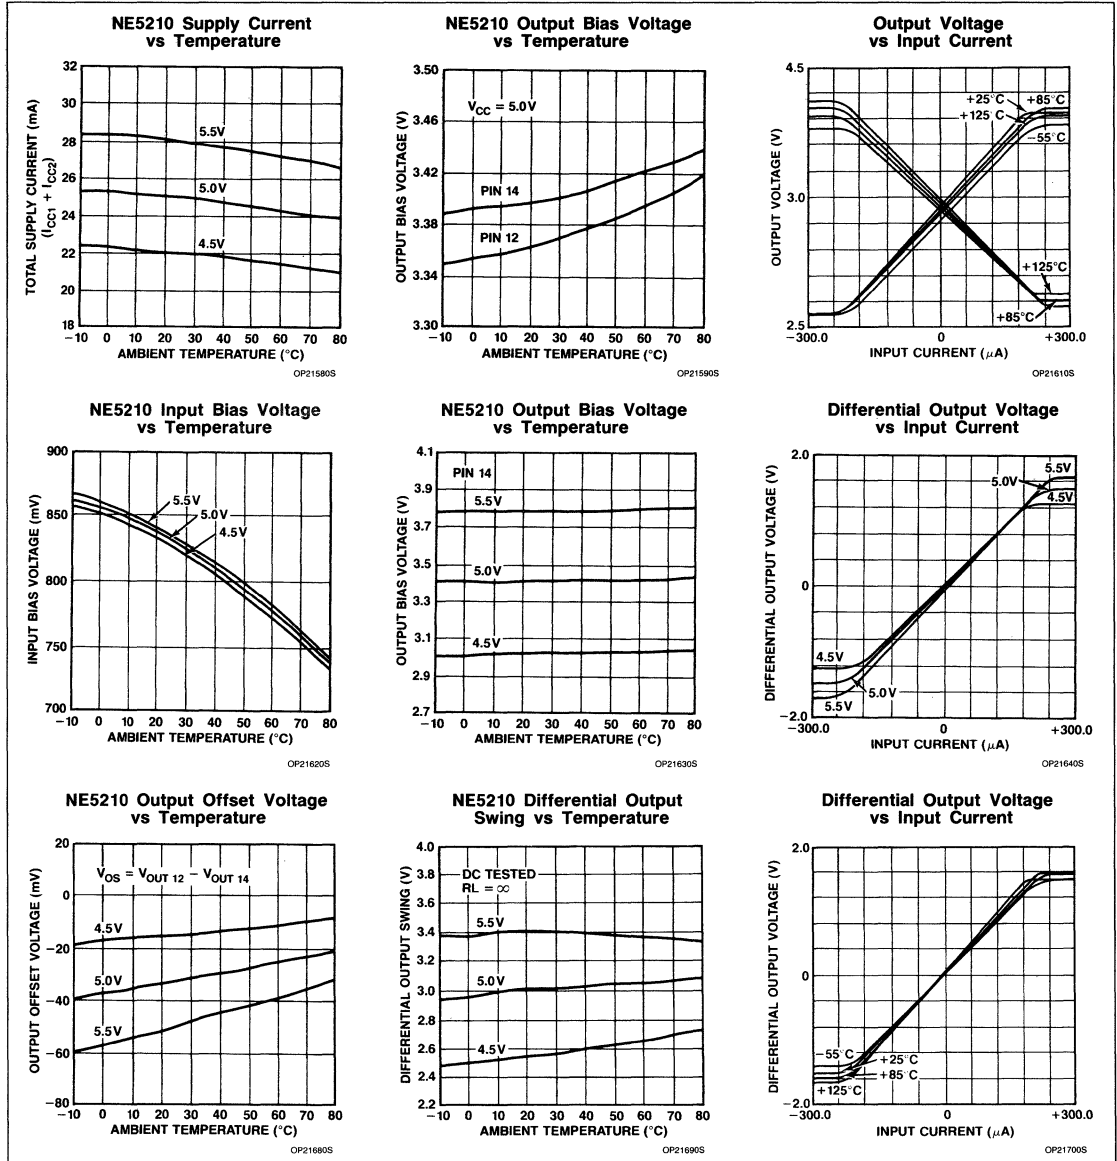 NE5210 Supply Current
vs Temperature
TOTAL SUPPLY CURRENT (mA)
(ICC1 + ICC2)
32
30
28
26
24
22
20
18
5.5V
5.0V
4.5V
−10 0 10 20 30 40 50 60 70 80
AMBIENT TEMPERATURE (°C)
OP21580S
NE5210 Output Bias Voltage
vs Temperature
OUTPUT BIAS VOLTAGE (V)
3.50
3.46
3.42
3.38
3.34
3.30
VCC = 5.0V
PIN 14
PIN 12
−10 0 10 20 30 40 50 60 70 80
AMBIENT TEMPERATURE (°C)
OP21590S
Output Voltage
vs Input Current
OUTPUT VOLTAGE (V)
4.5
3.0
2.5
+25°C
+85°C
+125°C
−55°C
+125°C
+85°C
−300.0 0 +300.0
INPUT CURRENT (μA)
OP21610S
NE5210 Input Bias Voltage
vs Temperature
INPUT BIAS VOLTAGE (mV)
900
850
800
750
700
5.5V
5.0V
4.5V
−10 0 10 20 30 40 50 60 70 80
AMBIENT TEMPERATURE (°C)
OP21620S
NE5210 Output Bias Voltage
vs Temperature
OUTPUT BIAS VOLTAGE (V)
4.1
3.9
3.7
3.5
3.3
3.1
2.9
2.7
PIN 14
5.5V
5.0V
4.5V
−10 0 10 20 30 40 50 60 70 80
AMBIENT TEMPERATURE (°C)
OP21630S
Differential Output Voltage
vs Input Current
DIFFERENTIAL OUTPUT VOLTAGE (V)
2.0
0
−2.0
5.5V
5.0V
4.5V
4.5V
5.0V
5.5V
−300.0 0 +300.0
INPUT CURRENT (μA)
OP21640S
NE5210 Output Offset Voltage
vs Temperature
OUTPUT OFFSET VOLTAGE (mV)
20
0
−20
−40
−60
−80
VOS = VOUT 12 − VOUT 14
4.5V
5.0V
5.5V
−10 0 10 20 30 40 50 60 70 80
AMBIENT TEMPERATURE (°C)
OP21680S
NE5210 Differential Output
Swing vs Temperature
DIFFERENTIAL OUTPUT SWING (V)
4.0
3.8
3.6
3.4
3.2
3.0
2.8
2.6
2.4
2.2
DC TESTED
RL = ∞
5.5V
5.0V
4.5V
−10 0 10 20 30 40 50 60 70 80
AMBIENT TEMPERATURE (°C)
OP21690S
Differential Output Voltage
vs Input Current
DIFFERENTIAL OUTPUT VOLTAGE (V)
2.0
0
−2.0
−55°C
+25°C
+85°C
+125°C
−300.0 0 +300.0
INPUT CURRENT (μA)
OP21700S